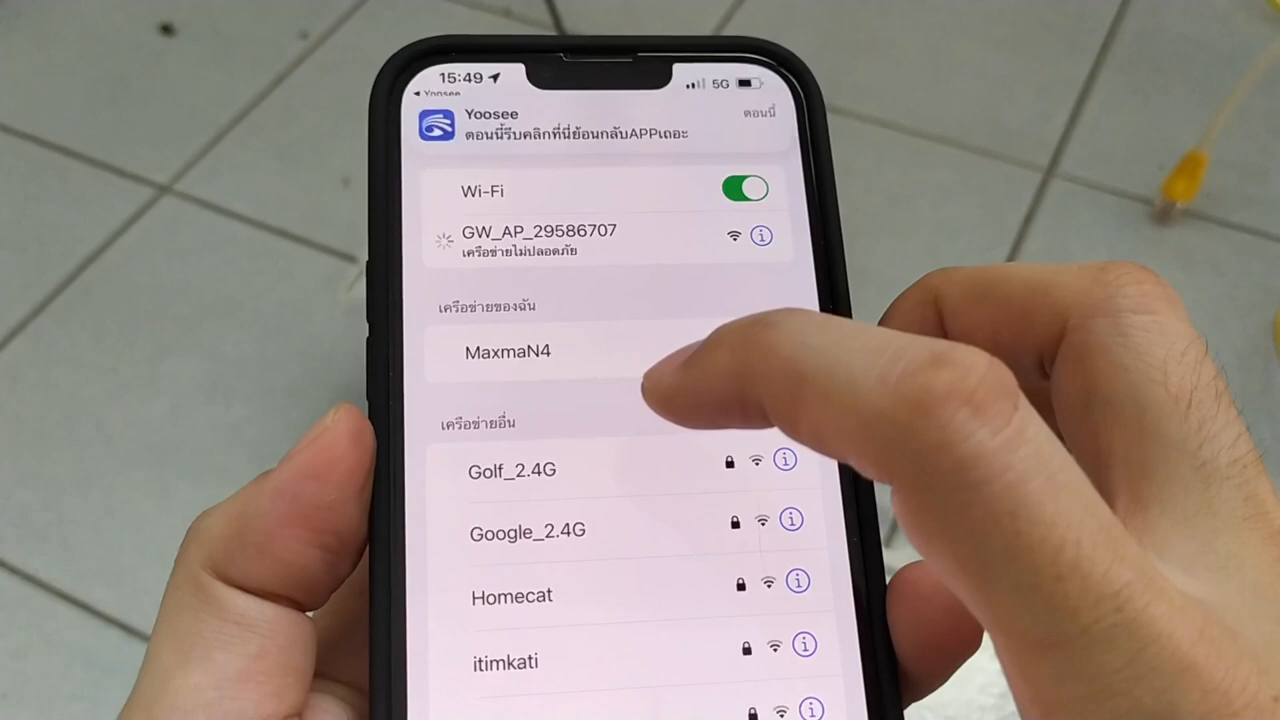 15:49
5G
Yoosee
Yoosee
ตอนนี้
ตอนนี้รีบคลิกที่นี่ย้อนกลับAPPเถอะ
Wi-Fi
GW_AP_29586707
เครือข่ายไม่ปลอดภัย
เครือข่ายของฉัน
MaxmaN4
เครือข่ายอื่น
Golf_2.4G
Google_2.4G
Homecat
itimkati